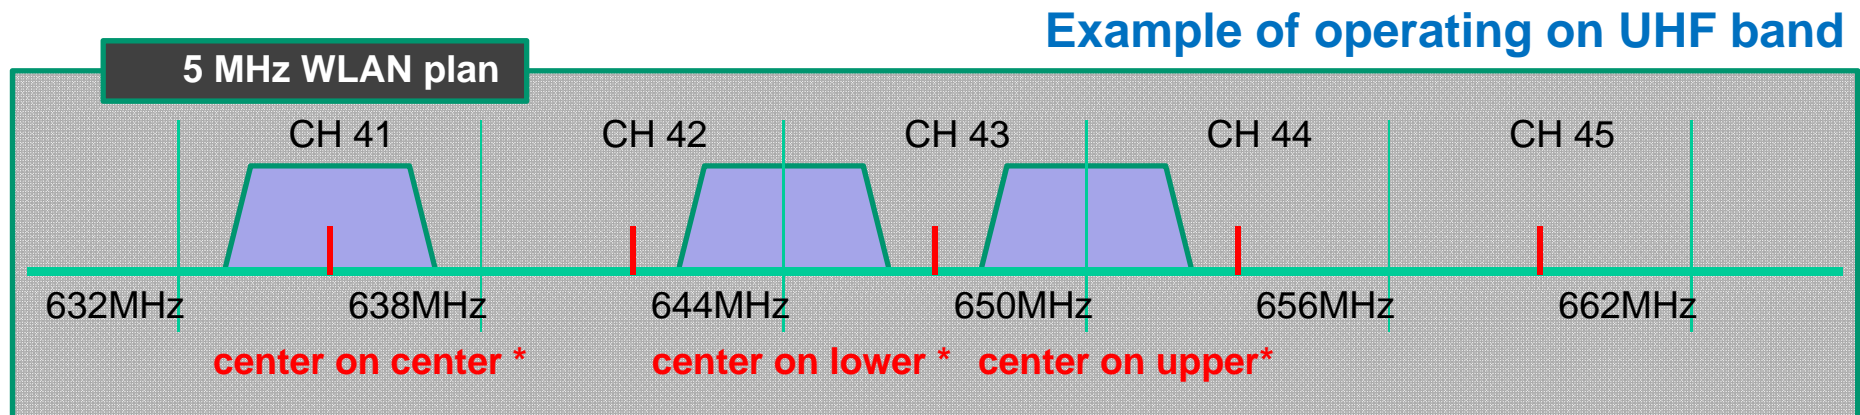 Example of operating on UHF band
5 MHz WLAN plan
CH 41 CH 42 CH 43 CH 44 CH 45
632MHz 638MHz 644MHz 650MHz 656MHz 662MHz
center on center * center on lower * center on upper*